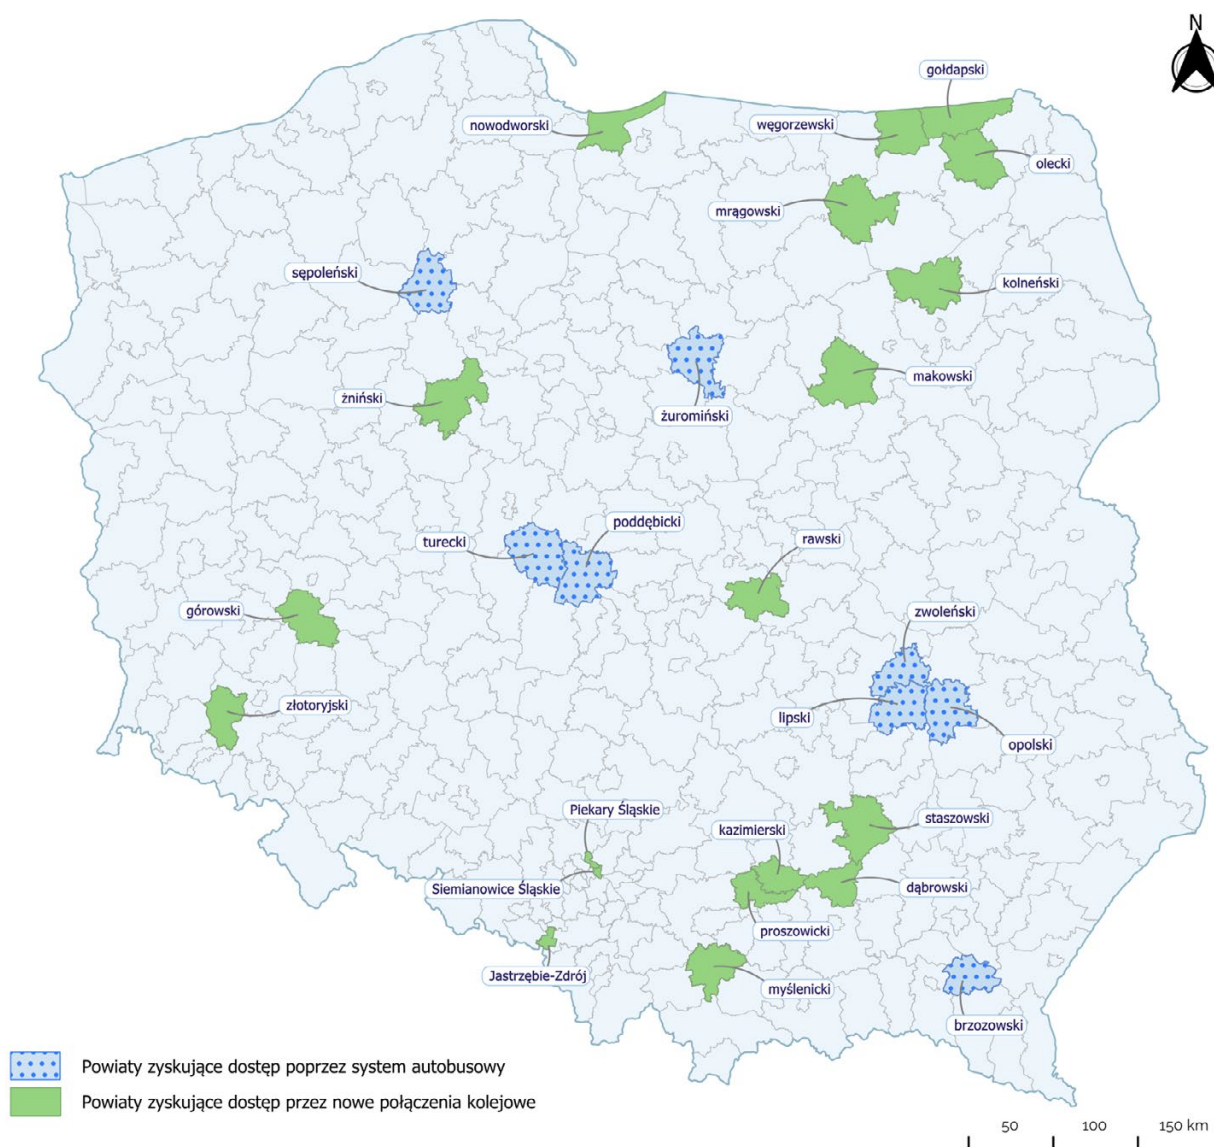 N
gołdapski
nowodworski
węgorzewski
olecki
mrągowski
sępoleński
kolneński
makowski
żniński
żuromiński
poddębicki
turecki
rawski
górowski
zwoleński
złotoryjski
lipski
opolski
Piekary Śląskie
kazimierski
staszowski
Siemianowice Śląskie
dąbrowski
proszowicki
Jastrzębie-Zdrój
myślenicki
brzozowski
Powiaty zyskujące dostęp poprzez system autobusowy
Powiaty zyskujące dostęp przez nowe połączenia kolejowe
50 100 150 km